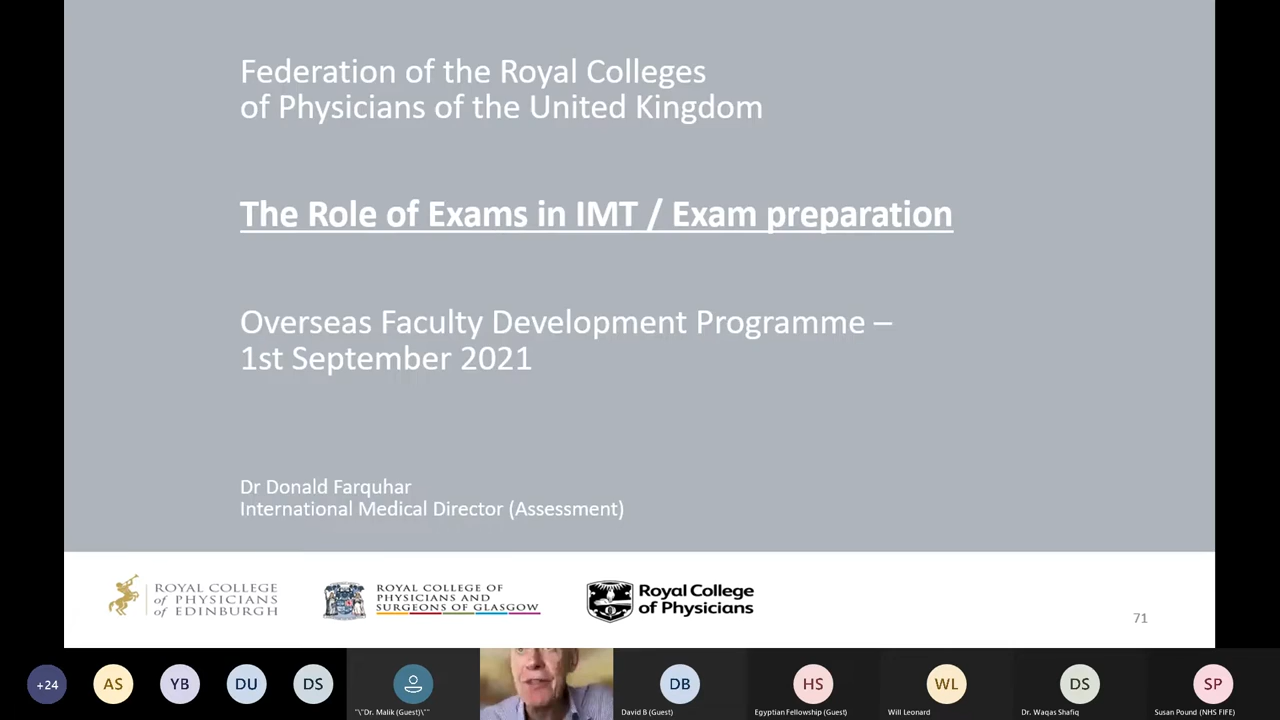 Federation of the Royal Colleges
of Physicians of the United Kingdom
The Role of Exams in IMT / Exam preparation
Overseas Faculty Development Programme –
1st September 2021
Dr Donald Farquhar
International Medical Director (Assessment)
ROYAL COLLEGE
of PHYSICIANS
of EDINBURGH
ROYAL COLLEGE OF
PHYSICIANS AND
SURGEONS OF GLASGOW
Royal College
of Physicians
71
+24
AS
YB
DU
DS
"\"Dr. Malik (Guest)\""
DB
David B (Guest)
HS
Egyptian Fellowship (Guest)
WL
Will Leonard
DS
Dr. Waqas Shafiq
SP
Susan Pound (NHS FIFE)